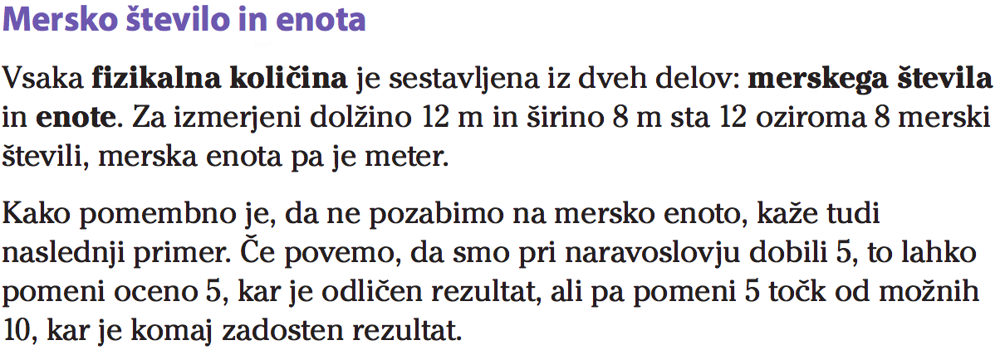 Mersko število in enota
Vsaka fizikalna količina je sestavljena iz dveh delov: merskega števila
in enote. Za izmerjeni dolžino 12 m in širino 8 m sta 12 oziroma 8 merski
števili, merska enota pa je meter.
Kako pomembno je, da ne pozabimo na mersko enoto, kaže tudi
naslednji primer. Če povemo, da smo pri naravoslovju dobili 5, to lahko
pomeni oceno 5, kar je odličen rezultat, ali pa pomeni 5 točk od možnih
10, kar je komaj zadosten rezultat.